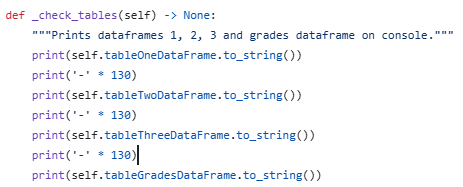 def _check_tables(self) -> None:
    """Prints dataframes 1, 2, 3 and grades dataframe on console."""
    print(self.tableOneDataFrame.to_string())
    print('-' * 130)
    print(self.tableTwoDataFrame.to_string())
    print('-' * 130)
    print(self.tableThreeDataFrame.to_string())
    print('-' * 130)
    print(self.tableGradesDataFrame.to_string())